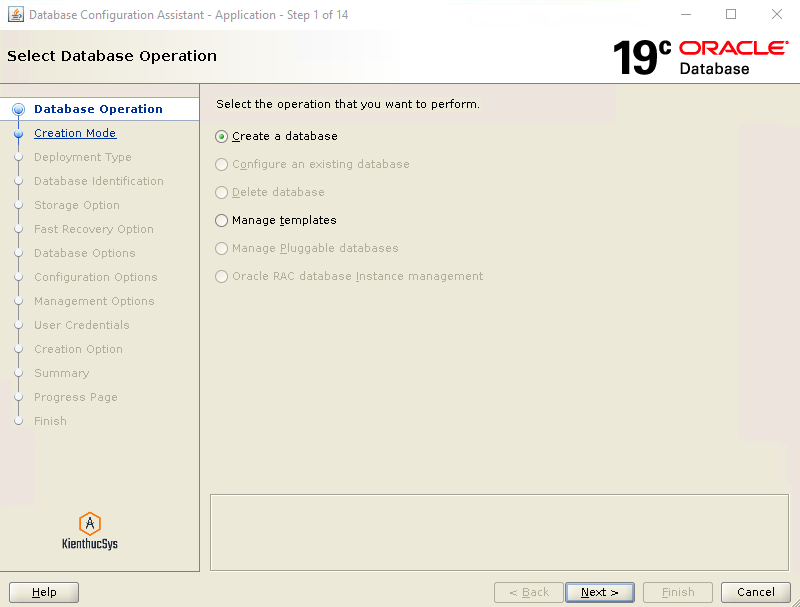 Database Configuration Assistant - Application - Step 1 of 14
Select Database Operation
19c ORACLE
Database
Database Operation
Creation Mode
Deployment Type
Database Identification
Storage Option
Fast Recovery Option
Database Options
Configuration Options
Management Options
User Credentials
Creation Option
Summary
Progress Page
Finish
Select the operation that you want to perform.
Create a database
Configure an existing database
Delete database
Manage templates
Manage Pluggable databases
Oracle RAC database Instance management
KienthucSys
Help
< Back
Next >
Finish
Cancel